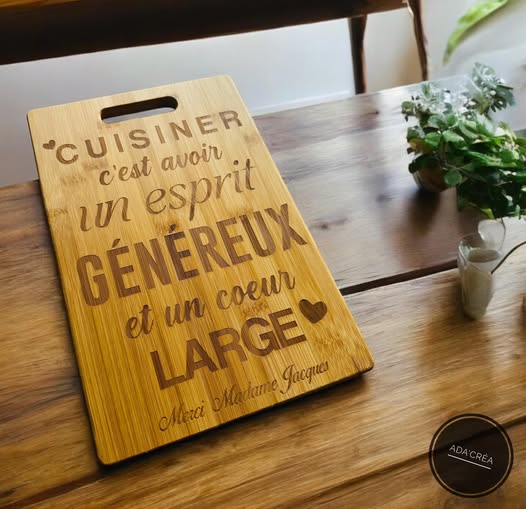 CUISINER
c'est avoir
un esprit
GÉNÉREUX
et un coeur
LARGE
Merci Madame Jacques
ADA'CRÉA